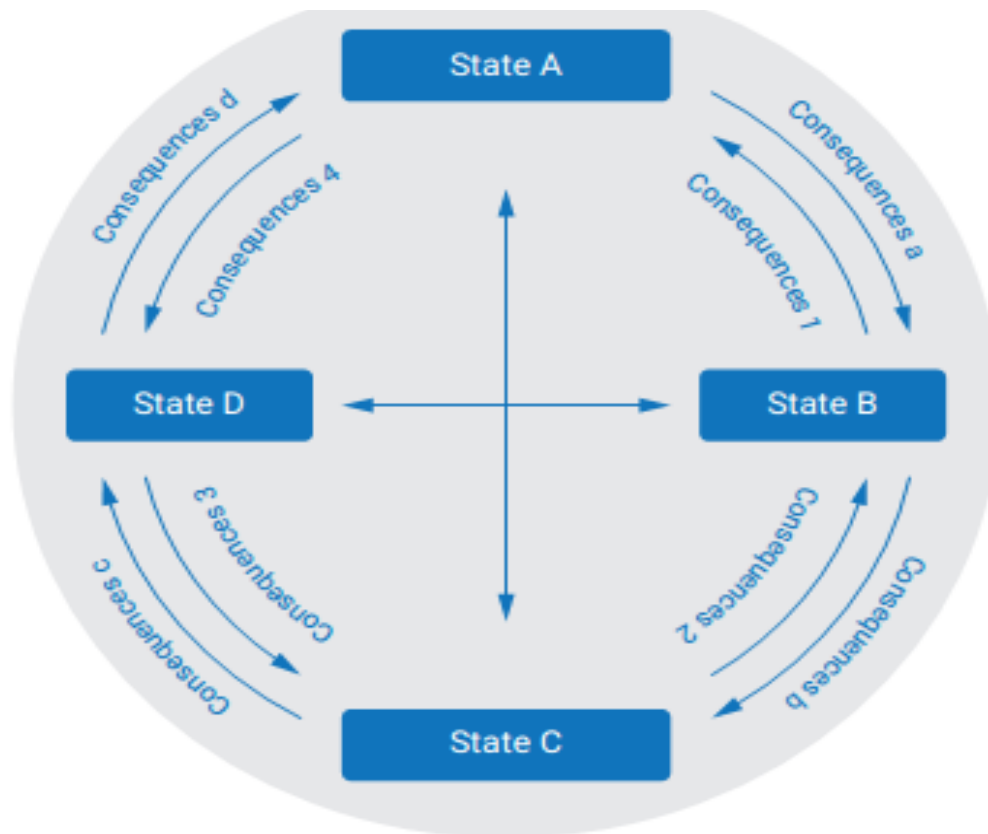 State A
Consequences d
Consequences a
Consequences 4
Consequences 1
State D
State B
Consequences 3
Consequences 2
Consequences c
Consequences b
State C